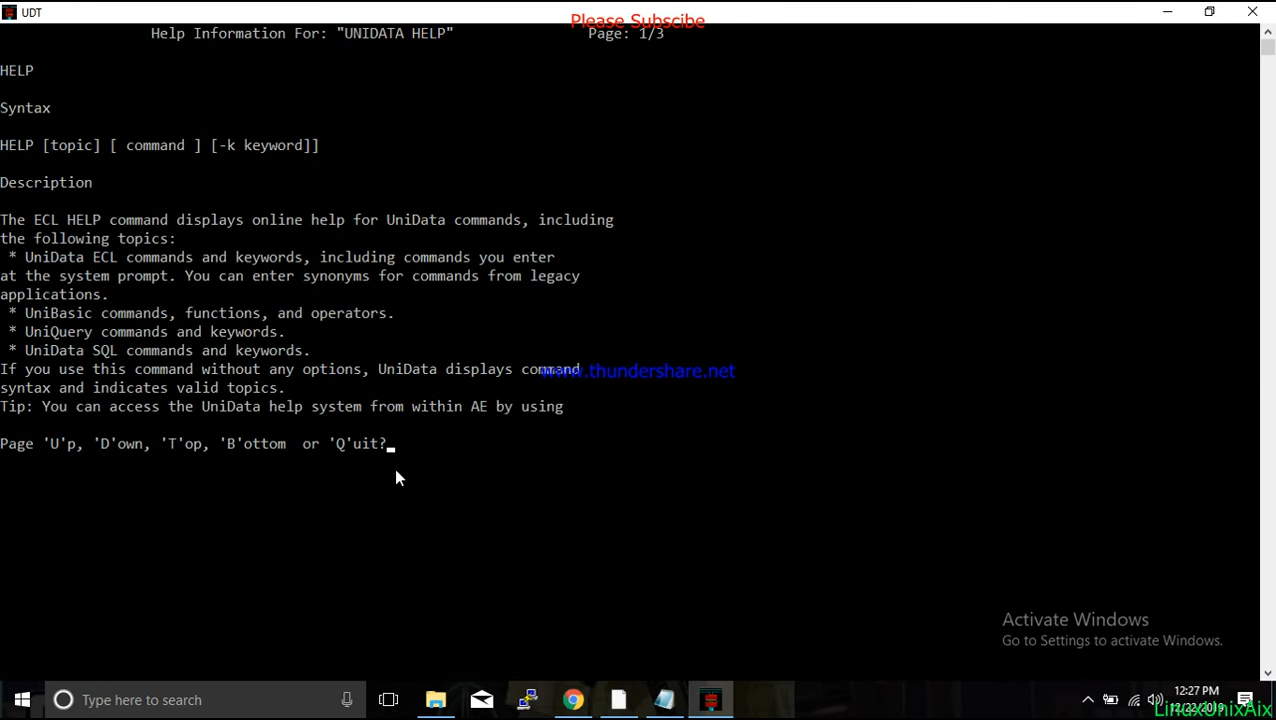 UDT
Please Subscibe
Help Information For: "UNIDATA HELP" Page: 1/3
HELP
Syntax
HELP [topic] [ command ] [-k keyword]]
Description
The ECL HELP command displays online help for UniData commands, including
the following topics:
* UniData ECL commands and keywords, including commands you enter
at the system prompt. You can enter synonyms for commands from legacy
applications.
* UniBasic commands, functions, and operators.
* UniQuery commands and keywords.
* UniData SQL commands and keywords.
If you use this command without any options, UniData displays command
www.thundershare.net
syntax and indicates valid topics.
Tip: You can access the UniData help system from within AE by using
Page 'U'p, 'D'own, 'T'op, 'B'ottom or 'Q'uit?
Activate Windows
Go to Settings to activate Windows.
Type here to search
12:27 PM
12/22/2019
LinuxUnixAix